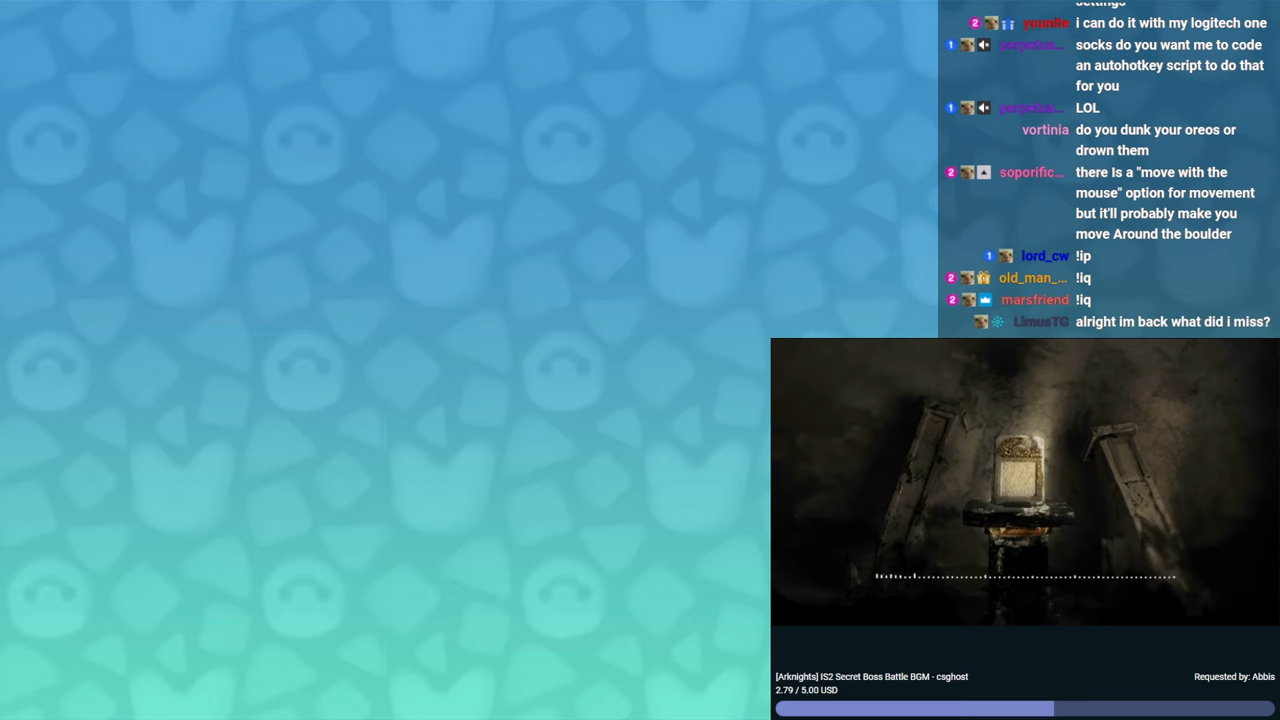 settings
younite i can do it with my logitech one
socks do you want me to code
an autohotkey script to do that
for you
LOL
vortinia do you dunk your oreos or
drown them
soporific... there Is a "move with the
mouse" option for movement
but it'll probably make you
move Around the boulder
lord_cw !ip
old_man_... !iq
marsfriend !iq
LimusTG alright im back what did i miss?
[Arknights] IS2 Secret Boss Battle BGM - csghost
Requested by: Abbis
2.79 / 5.00 USD